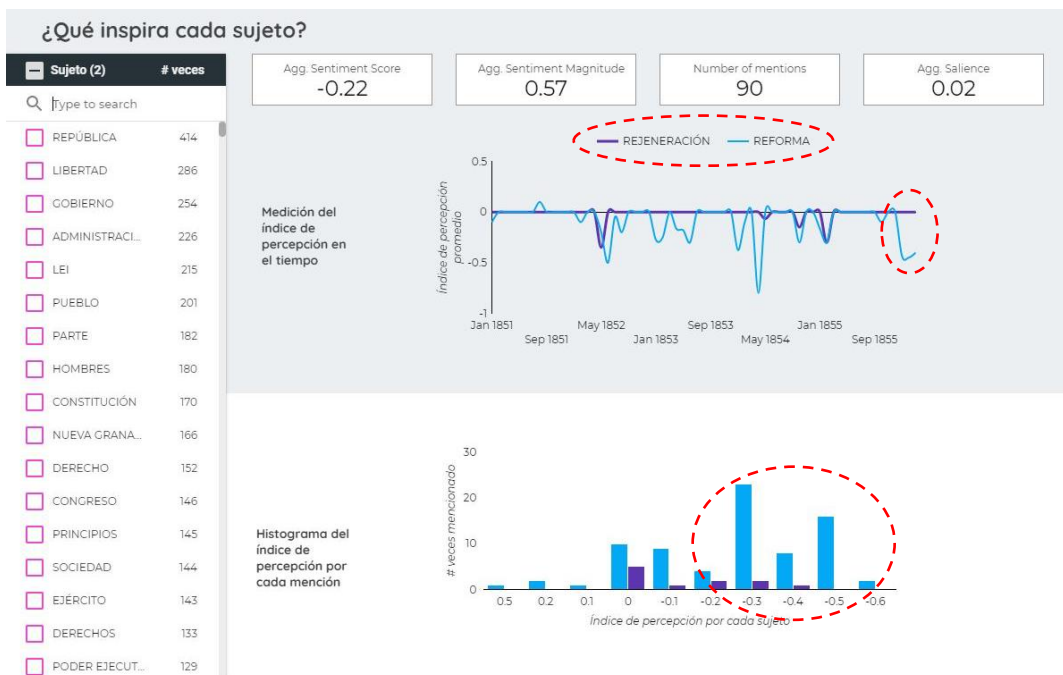 ¿Qué inspira cada sujeto?
Sujeto (2) # veces
Type to search
REPÚBLICA 414
LIBERTAD 286
GOBIERNO 254
ADMINISTRACI... 226
LEI 215
PUEBLO 201
PARTE 182
HOMBRES 180
CONSTITUCIÓN 170
NUEVA GRANA... 166
DERECHO 152
CONGRESO 146
PRINCIPIOS 145
SOCIEDAD 144
EJÉRCITO 143
DERECHOS 133
PODER EJECUT... 129
Agg. Sentiment Score
-0.22
Agg. Sentiment Magnitude
0.57
Number of mentions
90
Agg. Salience
0.02
REJENERACIÓN REFORMA
Medición del
índice de
percepción en
el tiempo
Índice de percepción
promedio
0.5
0
-0.5
-1
Jan 1851 May 1852 Sep 1853 Jan 1855
Sep 1851 Jan 1853 May 1854 Sep 1855
Histograma del
índice de
percepción por
cada mención
# veces mencionado
30
20
10
0
0.5 0.2 0.1 0 -0.1 -0.2 -0.3 -0.4 -0.5 -0.6
Índice de percepción por cada sujeto